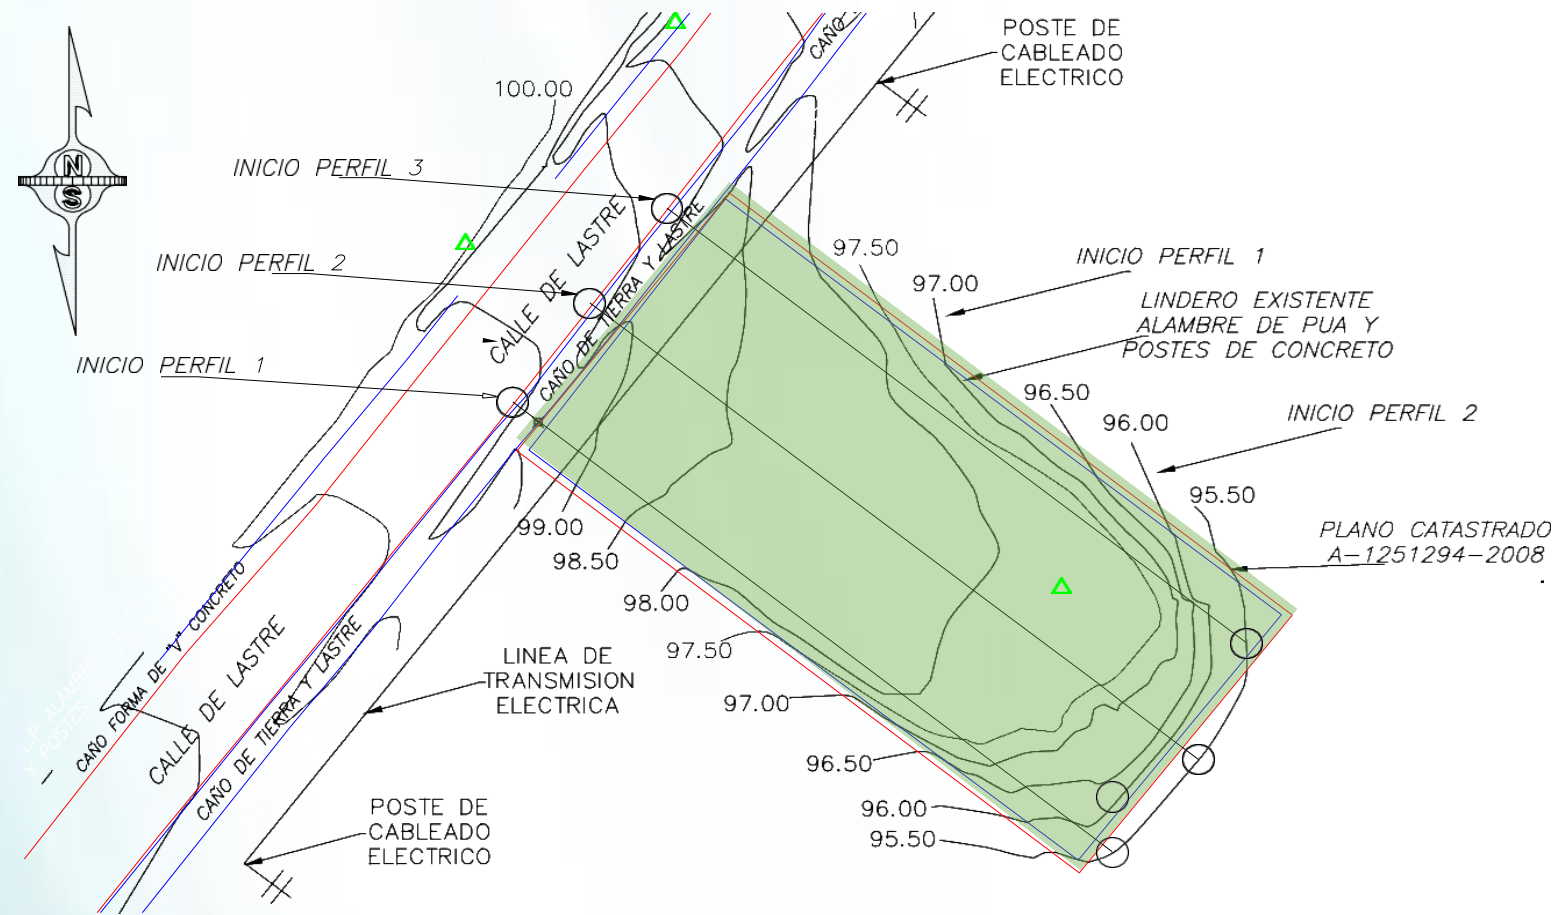 POSTE DE
CABLEADO
ELECTRICO
CAÑO
100.00
N
S
INICIO PERFIL 3
INICIO PERFIL 2
INICIO PERFIL 1
CALLE DE LASTRE
CAÑO DE TIERRA Y LASTRE
97.50
97.00
INICIO PERFIL 1
LINDERO EXISTENTE
ALAMBRE DE PUA Y
POSTES DE CONCRETO
96.50
96.00
INICIO PERFIL 2
95.50
PLANO CATASTRADO
A-1251294-2008
99.00
98.50
98.00
97.50
97.00
96.50
96.00
95.50
CAÑO FORMA DE "V" CONCRETO
CALLE DE LASTRE
CAÑO DE TIERRA Y LASTRE
LINEA DE
TRANSMISION
ELECTRICA
POSTE DE
CABLEADO
ELECTRICO